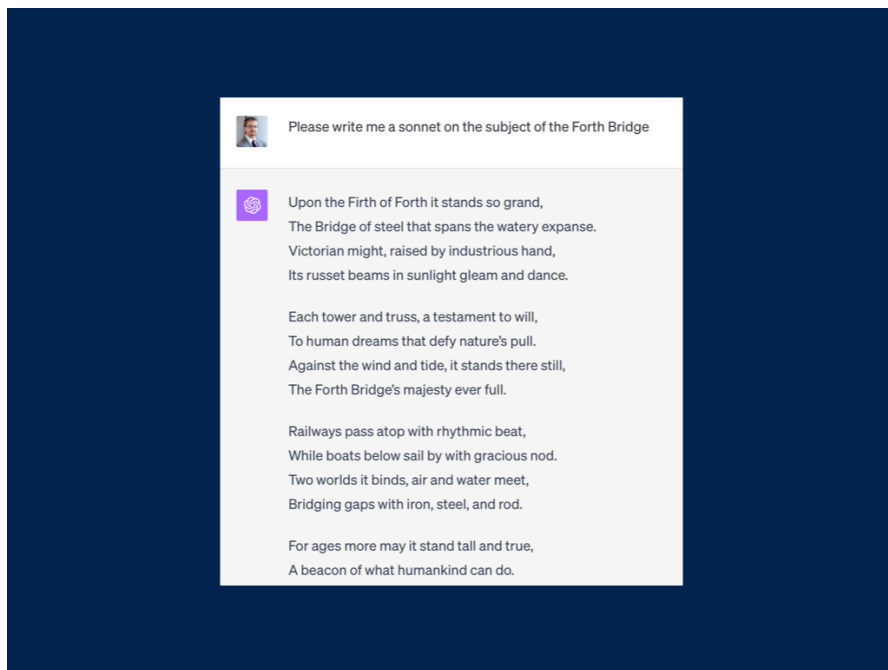 Please write me a sonnet on the subject of the Forth Bridge
Upon the Firth of Forth it stands so grand,
The Bridge of steel that spans the watery expanse.
Victorian might, raised by industrious hand,
Its russet beams in sunlight gleam and dance.
Each tower and truss, a testament to will,
To human dreams that defy nature's pull.
Against the wind and tide, it stands there still,
The Forth Bridge's majesty ever full.
Railways pass atop with rhythmic beat,
While boats below sail by with gracious nod.
Two worlds it binds, air and water meet,
Bridging gaps with iron, steel, and rod.
For ages more may it stand tall and true,
A beacon of what humankind can do.